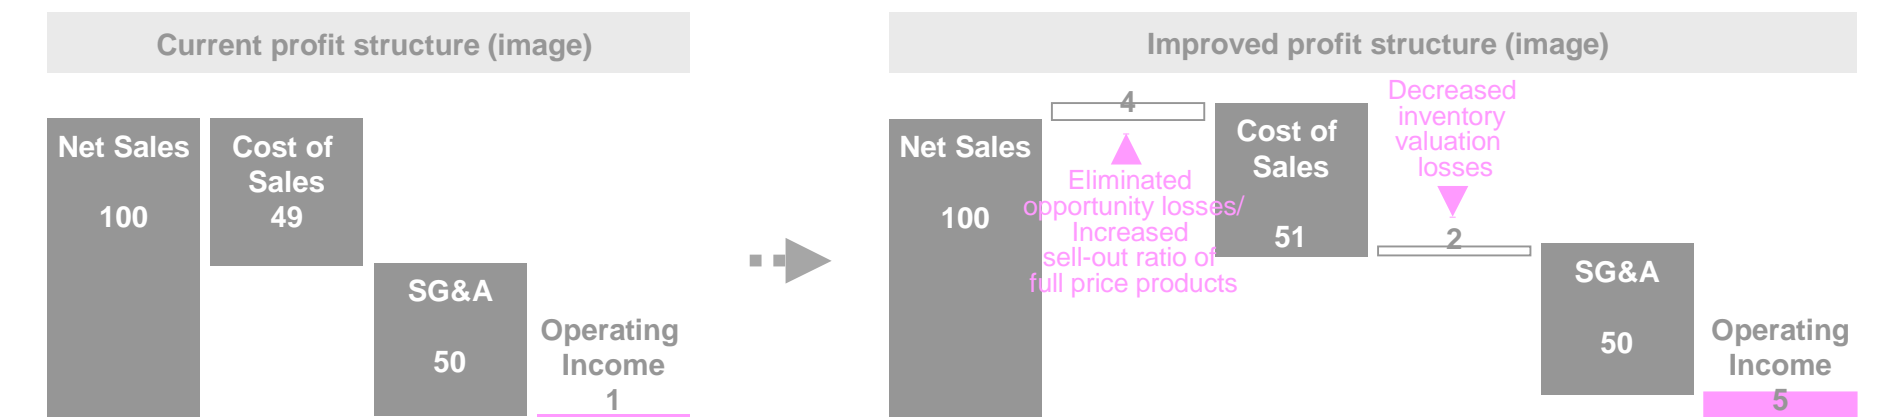 Current profit structure (image)
Net Sales
100
Cost of
Sales
49
SG&A
50
Operating
Income
1
Improved profit structure (image)
Net Sales
100
4
Eliminated
opportunity losses/
Increased
sell-out ratio of
full price products
Cost of
Sales
51
Decreased
inventory
valuation
losses
2
SG&A
50
Operating
Income
5